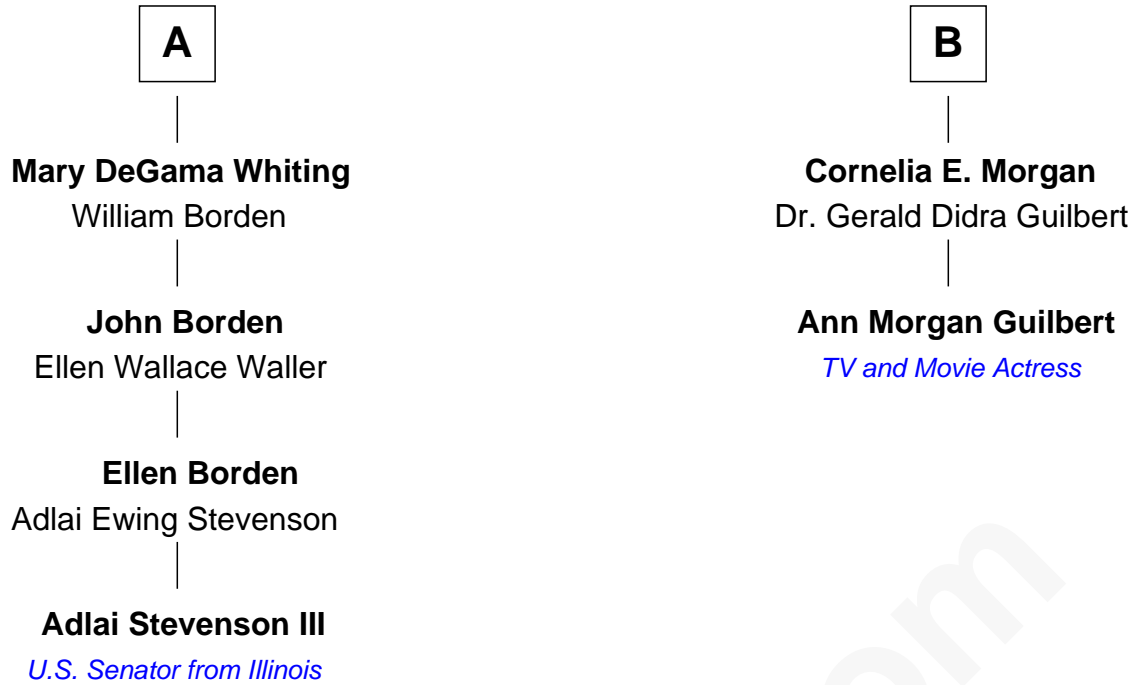 A
Mary DeGama Whiting
William Borden
John Borden
Ellen Wallace Waller
Ellen Borden
Adlai Ewing Stevenson
Adlai Stevenson III
U.S. Senator from Illinois
B
Cornelia E. Morgan
Dr. Gerald Didra Guilbert
Ann Morgan Guilbert
TV and Movie Actress
om